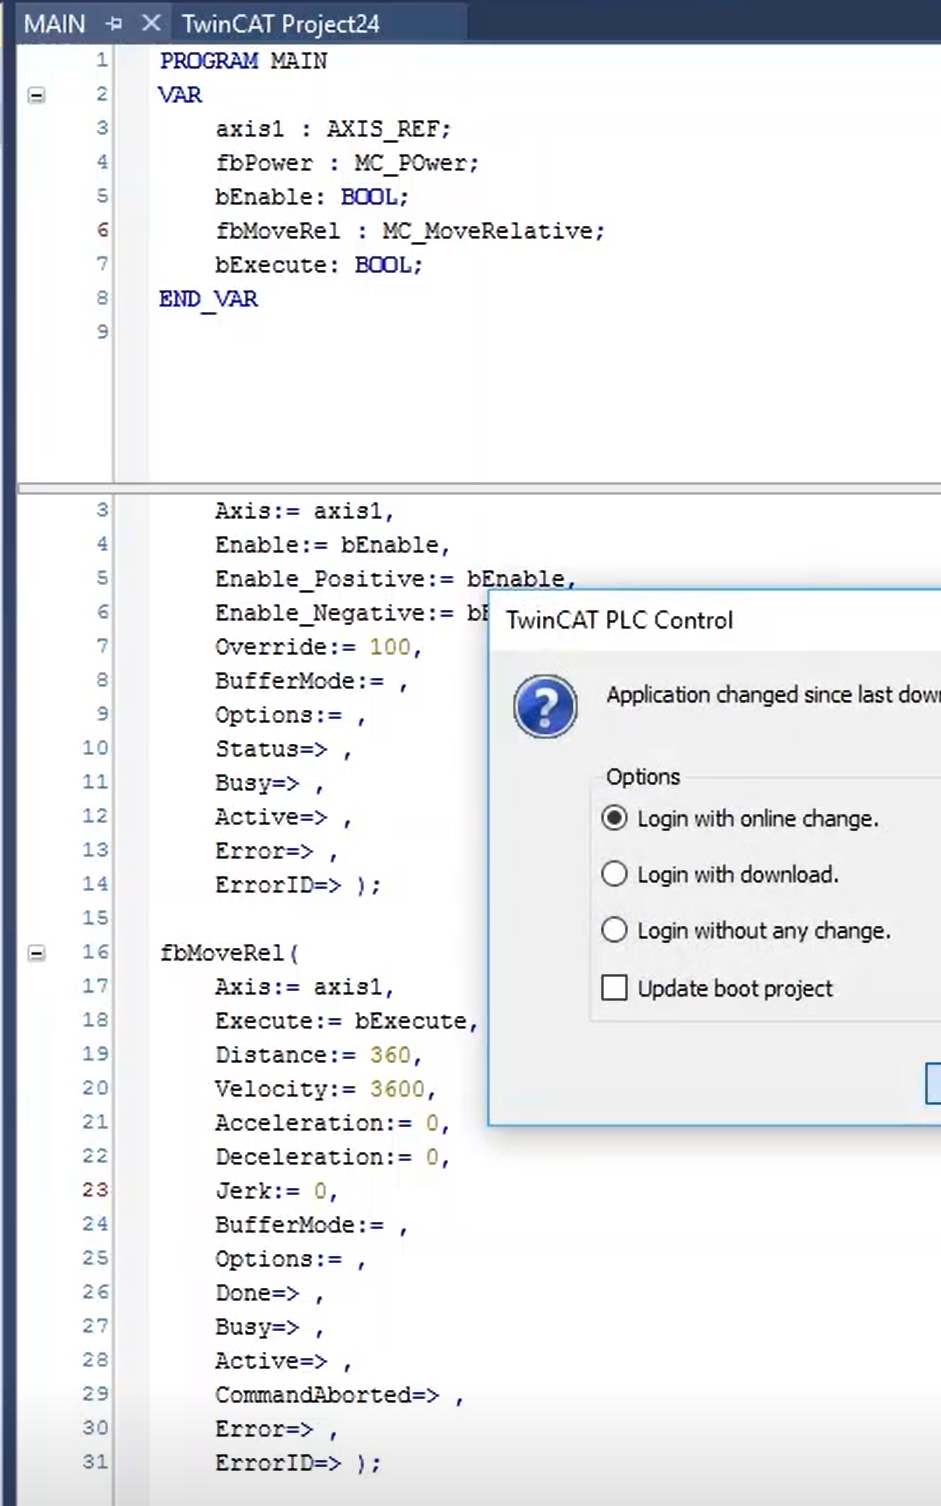 MAIN TwinCAT Project24
1 PROGRAM MAIN
2 VAR
3 axis1 : AXIS_REF;
4 fbPower : MC_POwer;
5 bEnable: BOOL;
6 fbMoveRel : MC_MoveRelative;
7 bExecute: BOOL;
8 END_VAR
9
3 Axis:= axis1,
4 Enable:= bEnable,
5 Enable_Positive:= bEnable,
6 Enable_Negative:=
7 Override:= 100,
8 BufferMode:= ,
9 Options:= ,
10 Status=> ,
11 Busy=> ,
12 Active=> ,
13 Error=> ,
14 ErrorID=> );
15
16 fbMoveRel(
17 Axis:= axis1,
18 Execute:= bExecute,
19 Distance:= 360,
20 Velocity:= 3600,
21 Acceleration:= 0,
22 Deceleration:= 0,
23 Jerk:= 0,
24 BufferMode:= ,
25 Options:= ,
26 Done=> ,
27 Busy=> ,
28 Active=> ,
29 CommandAborted=> ,
30 Error=> ,
31 ErrorID=> );
TwinCAT PLC Control
Application changed since last
Options
Login with online change.
Login with download.
Login without any change.
Update boot project